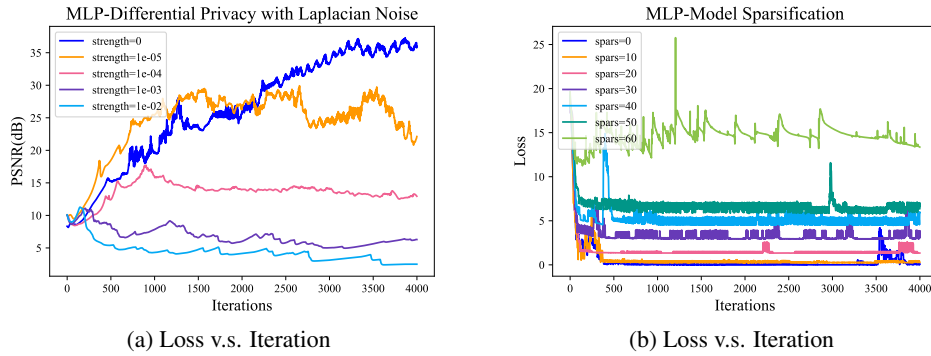 MLP-Differential Privacy with Laplacian Noise
PSNR(dB)
35
30
25
20
15
10
5
strength=0
strength=1e-05
strength=1e-04
strength=1e-03
strength=1e-02
0 500 1000 1500 2000 2500 3000 3500 4000
Iterations
(a) Loss v.s. Iteration
MLP-Model Sparsification
Loss
25
20
15
10
5
0
spars=0
spars=10
spars=20
spars=30
spars=40
spars=50
spars=60
0 500 1000 1500 2000 2500 3000 3500 4000
Iterations
(b) Loss v.s. Iteration